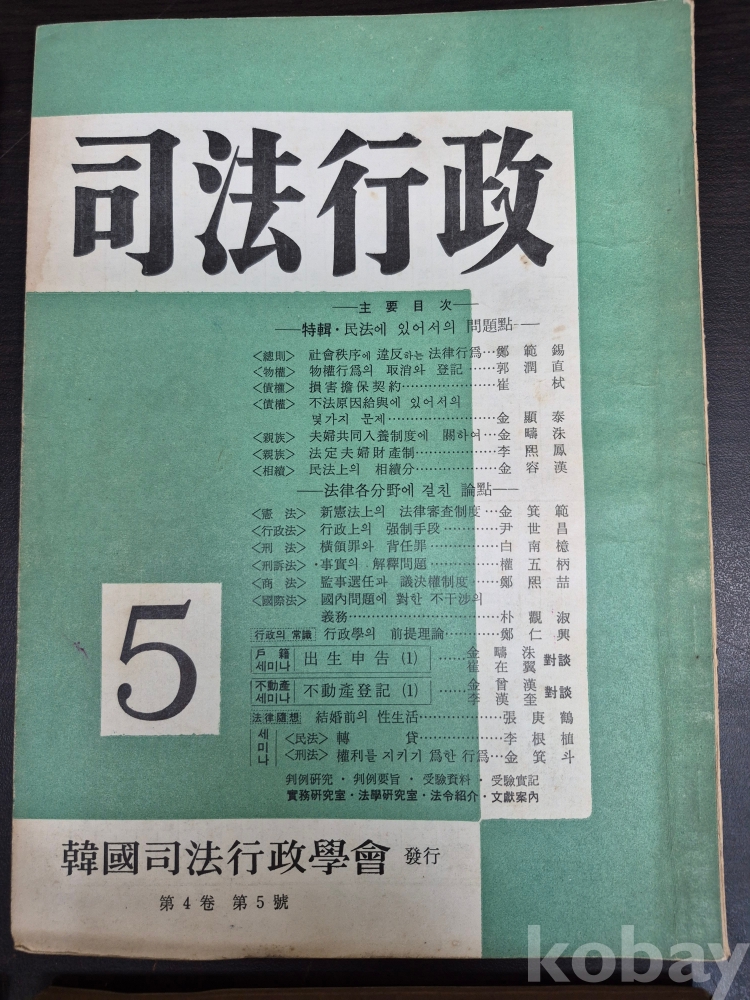 司法行政
主要目次
特輯·民法에 있어서의 問題點
<總則> 社會秩序에 違反하는 法律行爲…鄭範錫
<物權> 物權行爲의 取消와 登記…郭潤直
<債權> 損害擔保契約…崔栻
<債權> 不法原因給與에 있어서의
몇가지 문제…金顯泰
<親族> 夫婦共同入養制度에 關하여…金疇洙
<親族> 法定夫婦財產制…李熙鳳
<相續> 民法上의 相續分…金容漢
法律各分野에 걸친 論點
<憲法> 新憲法上의 法律審査制度…金箕範
<行政法> 行政上의 强制手段…尹世昌
<刑法> 橫領罪와 背任罪…白南檍
<刑訴法> 事實의 解釋問題…權五柄
<商法> 監事選任과 議決權制度…鄭熙喆
<國際法> 國內問題에 對한 不干涉의
義務…朴觀淑
行政의 常識 行政學의 前提理論…鄭仁興
戶籍 세미나 出生申告 (1) …金疇洙 崔在翼 對談
不動產 세미나 不動產登記 (1) …金曾漢 李漢奎 對談
法律隨想 結婚前의 性生活…張庚鶴
세미나 <民法> 轉貸…李根植
<刑法> 權利를 지키기 爲한 行爲…金箕斗
判例硏究 · 判例要旨 · 受驗資料 · 受驗實記
實務硏究室 · 法學硏究室 · 法令紹介 · 文獻案內
5
韓國司法行政學會 發行
第4卷 第5號
kobay